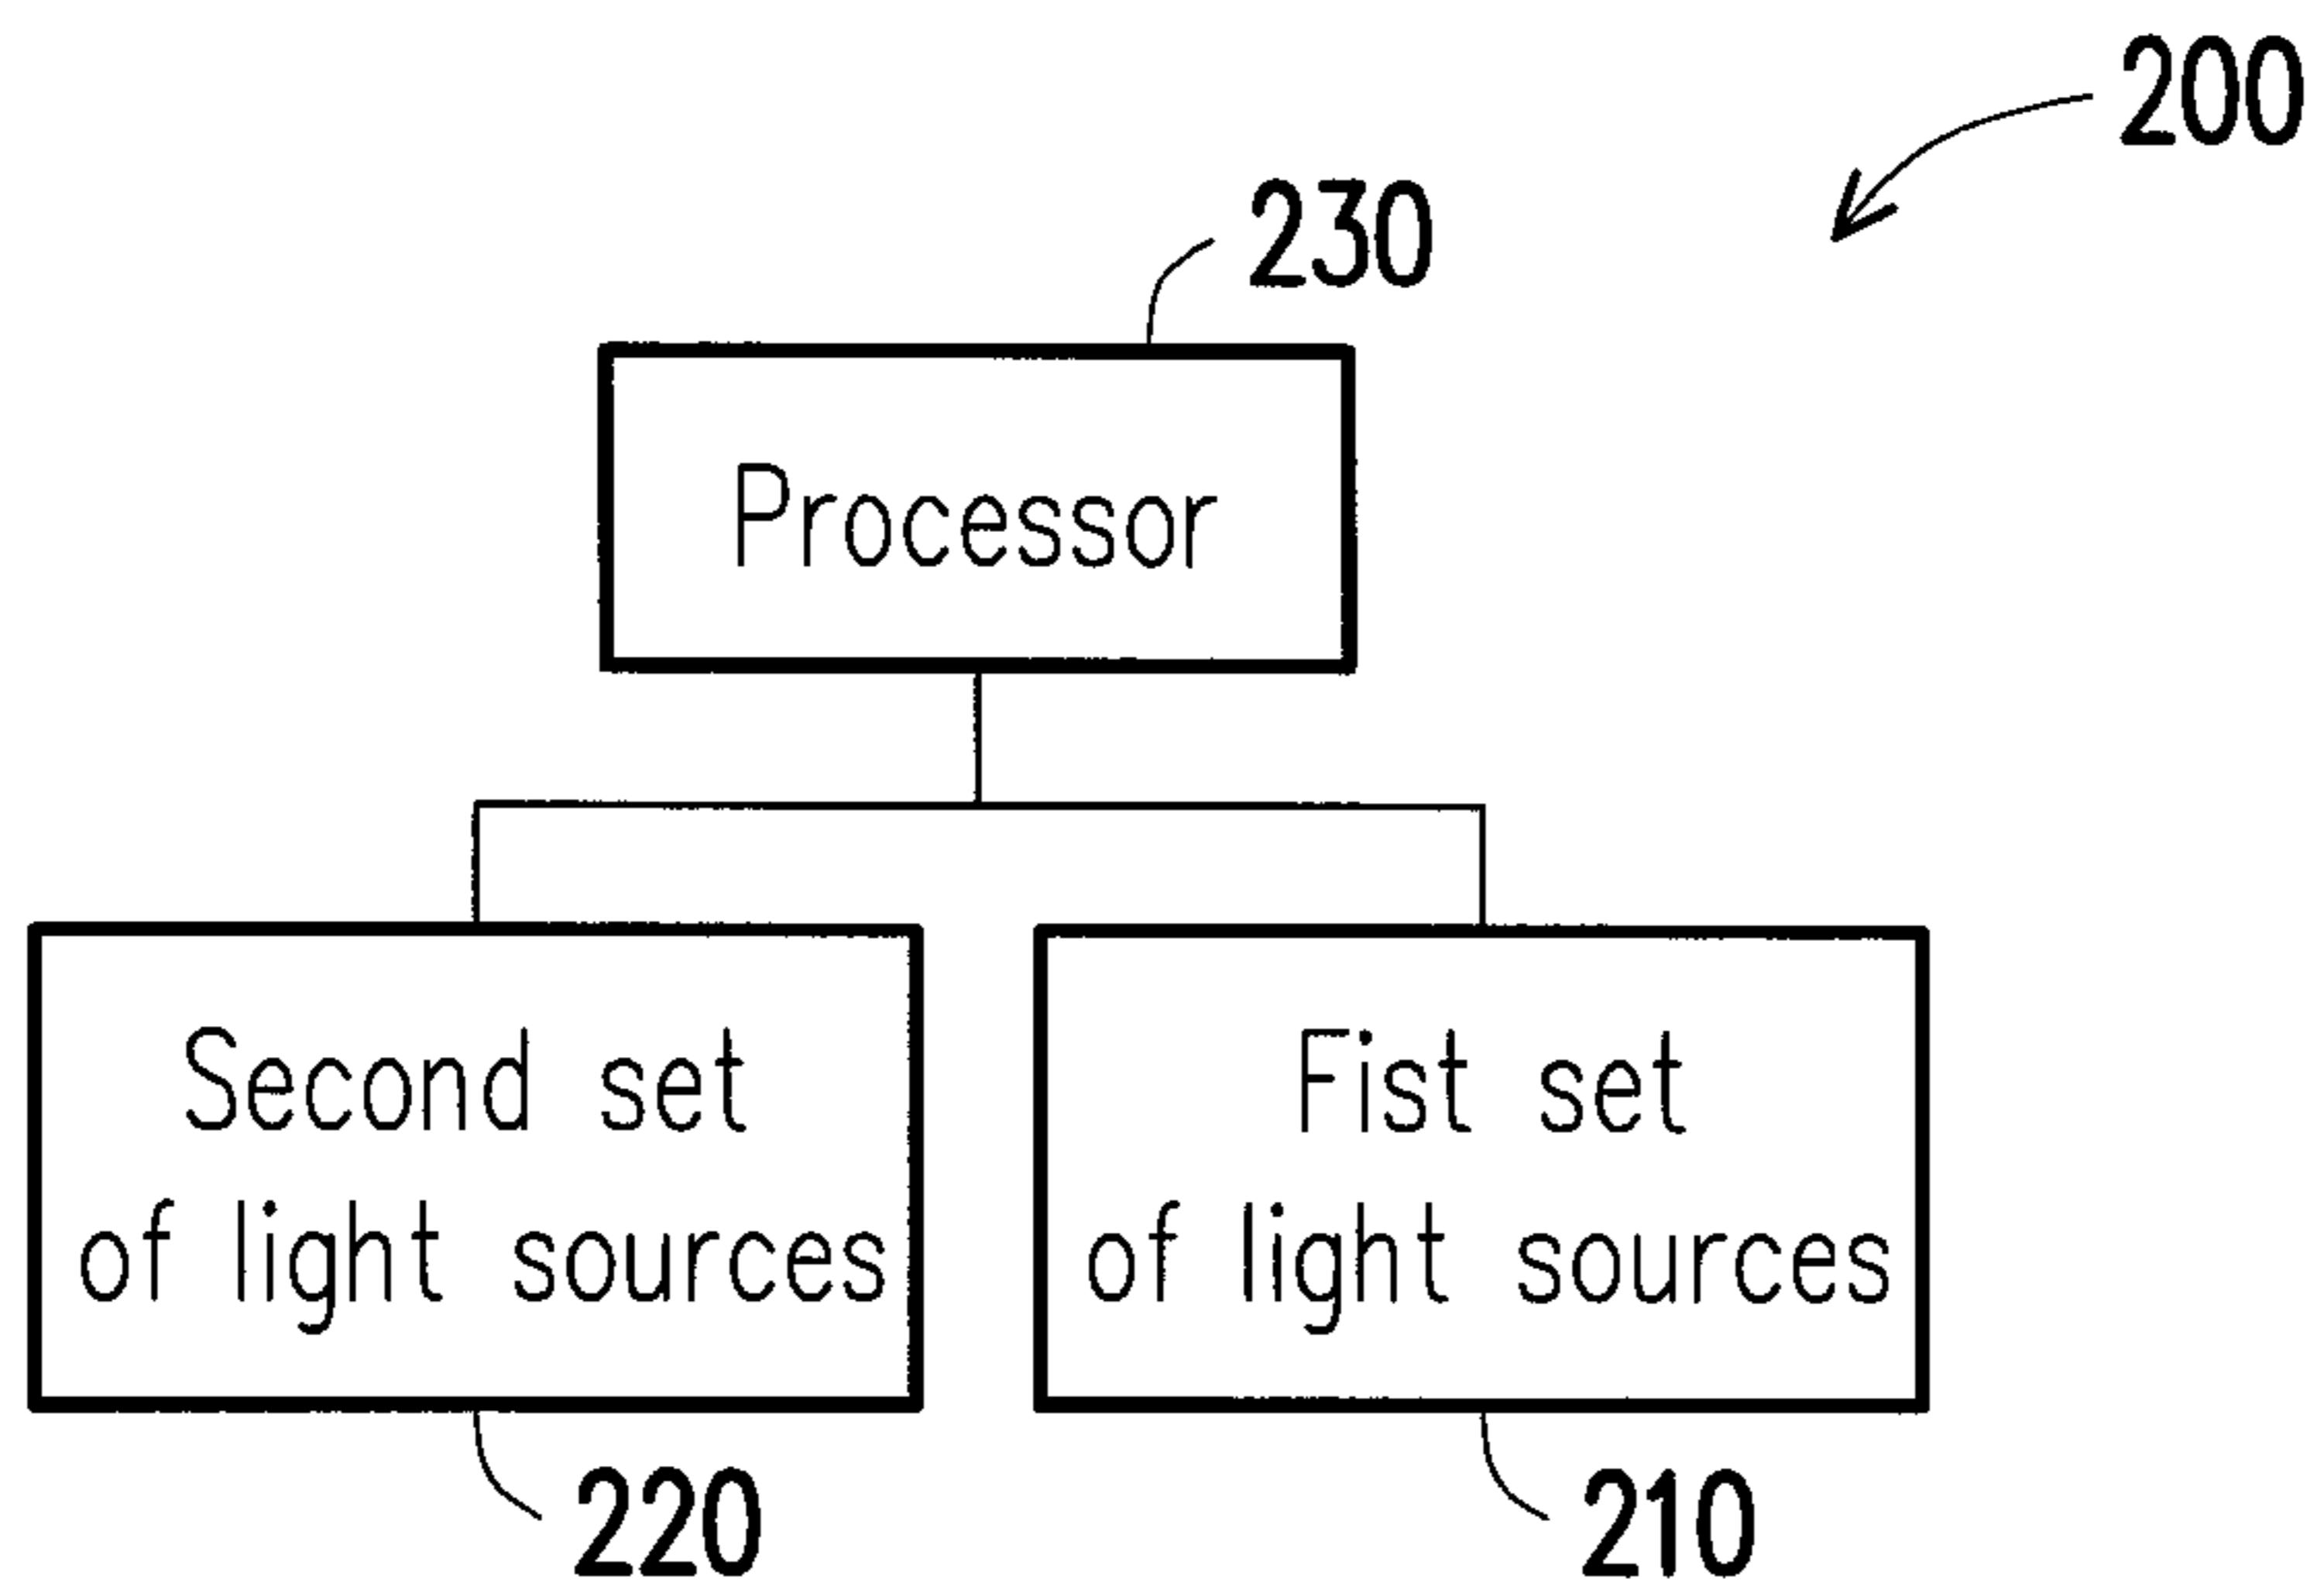 200
230
Processor
Second set
of light sources
Fist set
of light sources
220
210